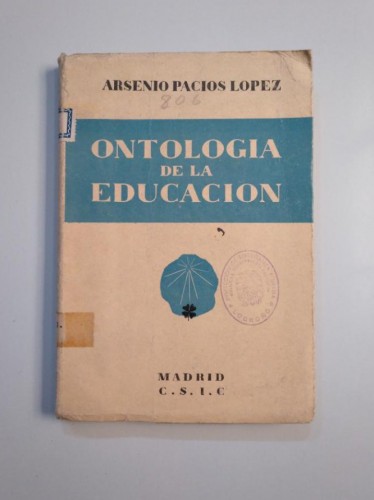 ARSENIO PACIOS LOPEZ
806
ONTOLOGIA
DE LA
EDUCACION
MADRID
C. S. I. C